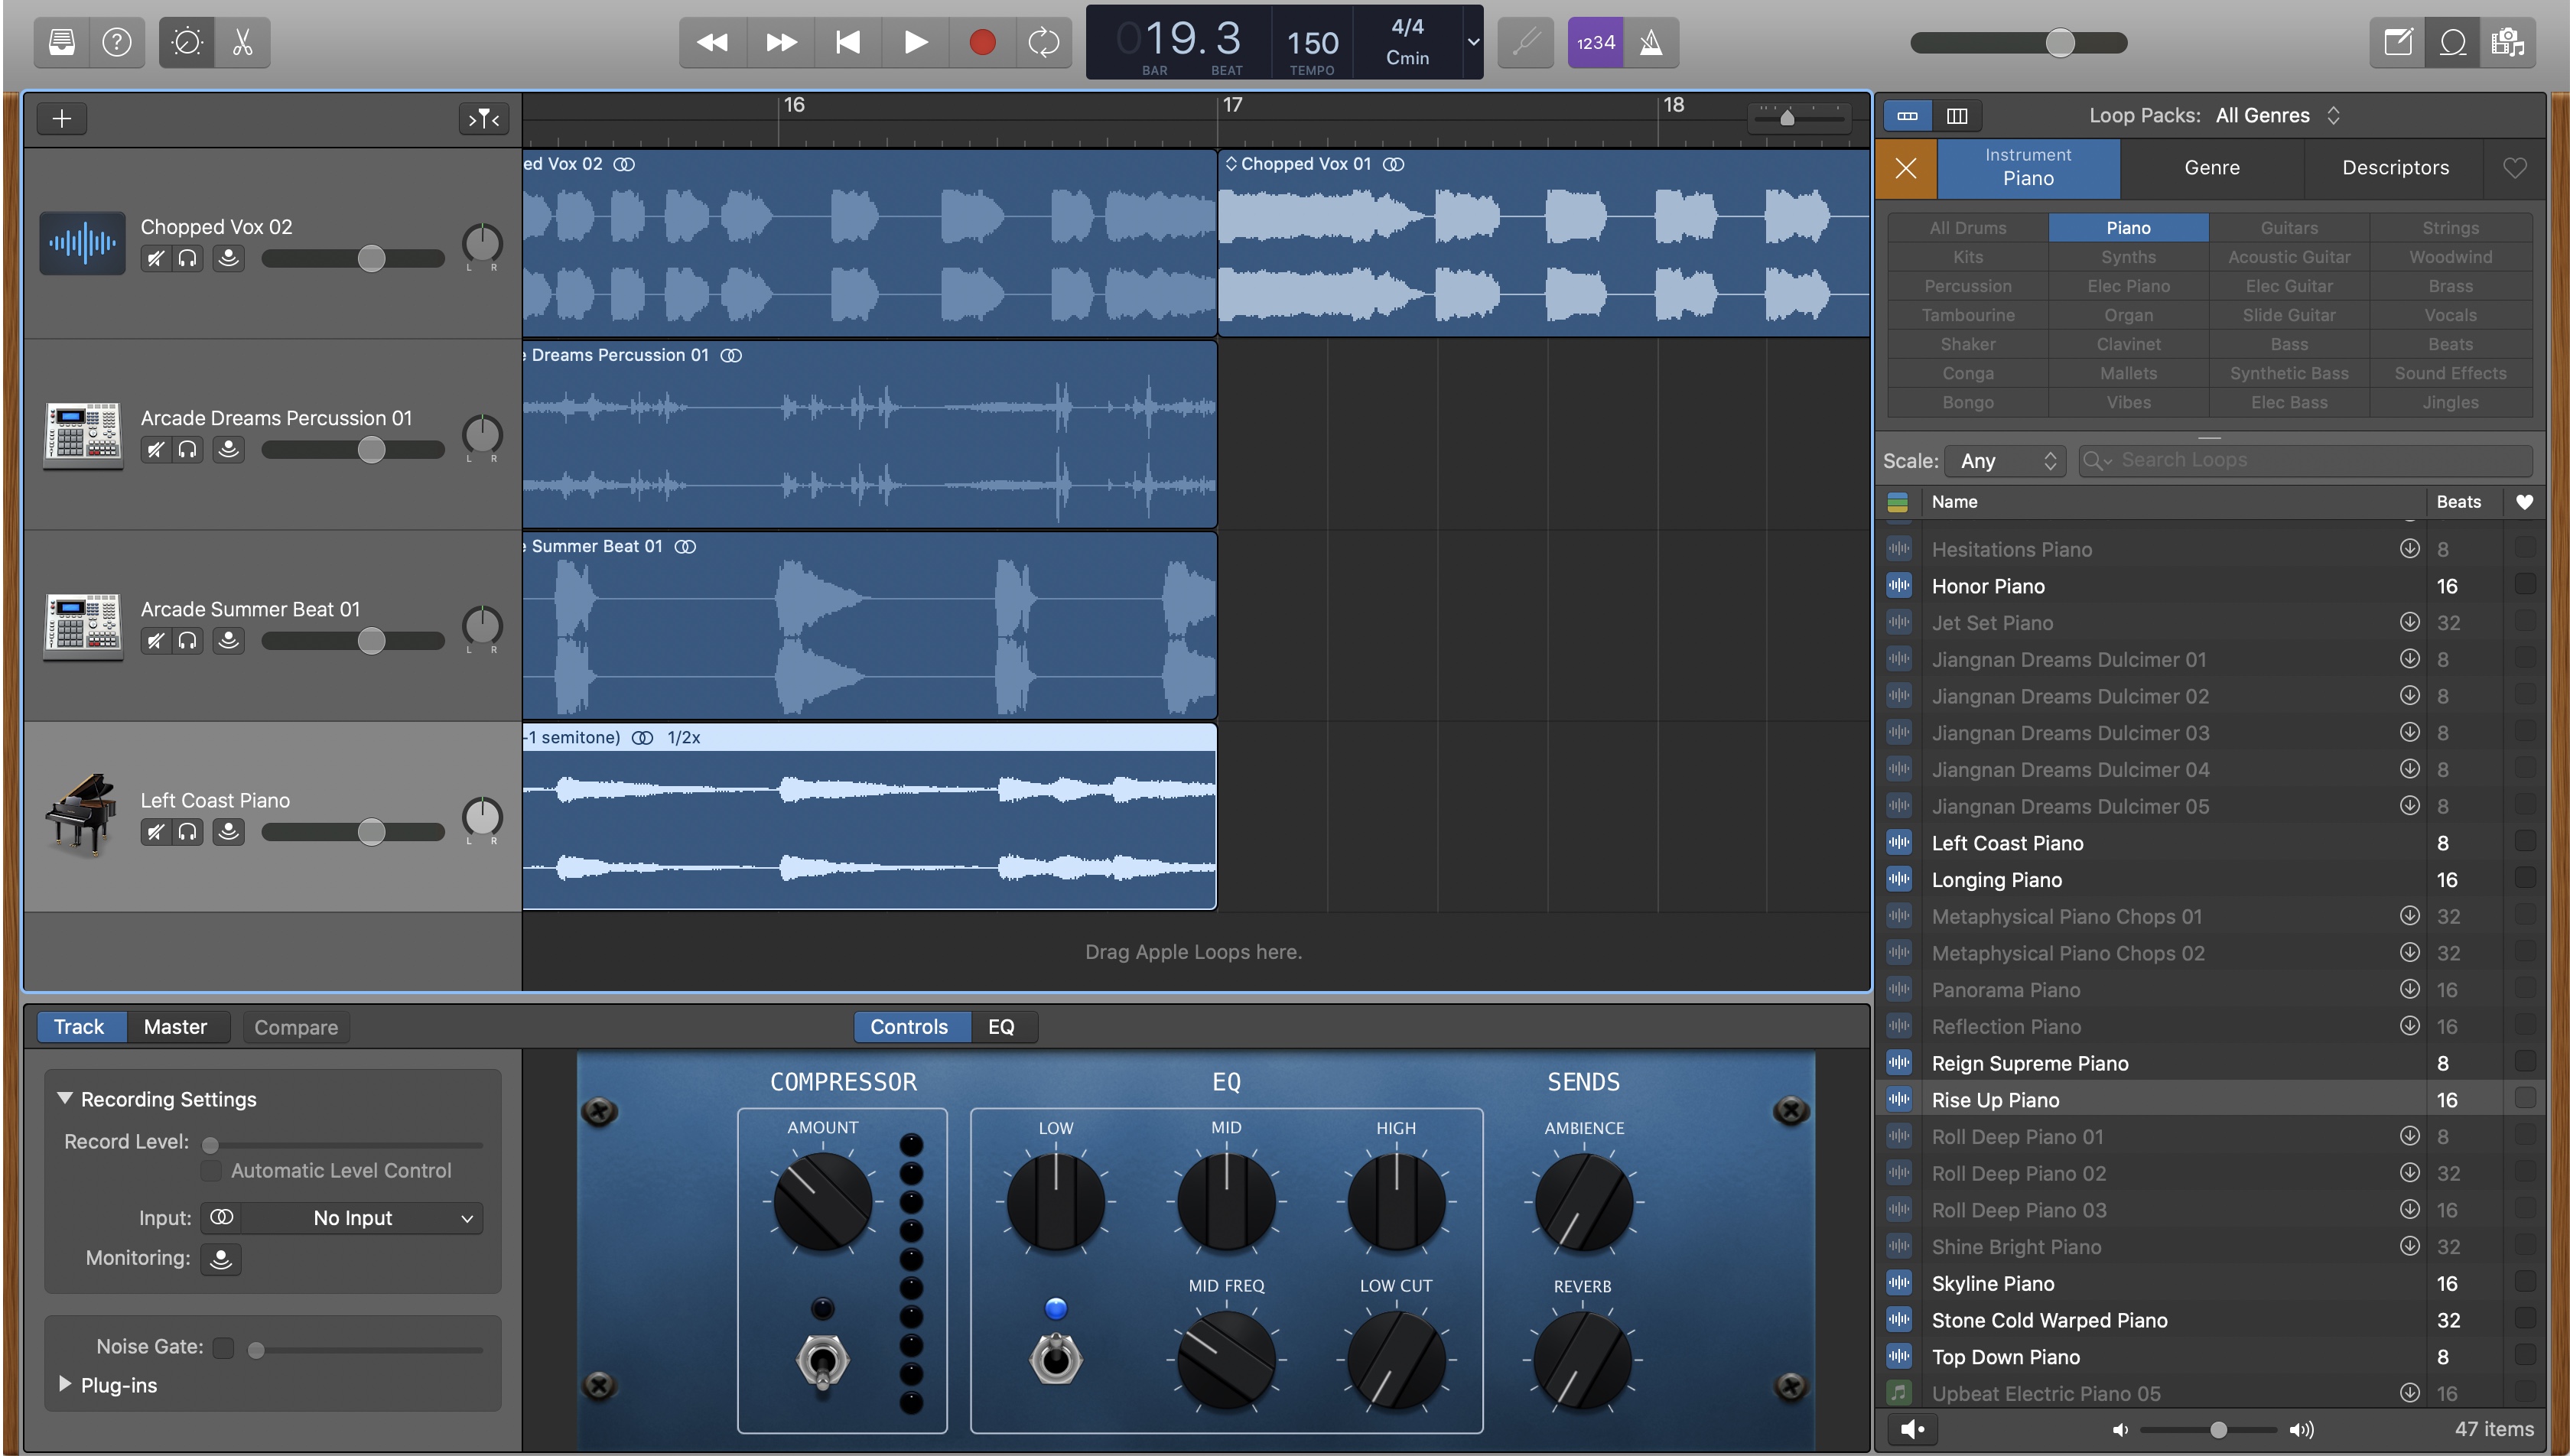 019. 3
BAR
BEAT
150
TEMPO
4/4
Cmin
1234
16
17
18
Loop Packs: All Genres
Instrument
Piano
Genre
Descriptors
All Drums Piano Guitars Strings
Kits Synths Acoustic Guitar Woodwind
Percussion Elec Piano Elec Guitar Brass
Tambourine Organ Slide Guitar Vocals
Shaker Clavinet Bass Beats
Conga Mallets Synthetic Bass Sound Effects
Bongo Vibes Elec Bass Jingles
Scale: Any Search Loops
Name Beats
Hesitations Piano 8
Honor Piano 16
Jet Set Piano 32
Jiangnan Dreams Dulcimer 01 8
Jiangnan Dreams Dulcimer 02 8
Jiangnan Dreams Dulcimer 03 8
Jiangnan Dreams Dulcimer 04 8
Jiangnan Dreams Dulcimer 05 8
Left Coast Piano 8
Longing Piano 16
Metaphysical Piano Chops 01 32
Metaphysical Piano Chops 02 32
Panorama Piano 16
Reflection Piano 16
Reign Supreme Piano 8
Rise Up Piano 16
Roll Deep Piano 01 8
Roll Deep Piano 02 32
Roll Deep Piano 03 16
Shine Bright Piano 32
Skyline Piano 16
Stone Cold Warped Piano 32
Top Down Piano 8
Upbeat Electric Piano 05 16
47 items
Chopped Vox 02
L R
ed Vox 02
Chopped Vox 01
Arcade Dreams Percussion 01
L R
e Dreams Percussion 01
Arcade Summer Beat 01
L R
e Summer Beat 01
Left Coast Piano
L R
-1 semitone) 1/2x
Drag Apple Loops here.
Track Master Compare
Controls EQ
Recording Settings
Record Level:
Automatic Level Control
Input: No Input
Monitoring:
Noise Gate:
Plug-ins
COMPRESSOR
AMOUNT
EQ
LOW
MID
HIGH
MID FREQ
LOW CUT
SENDS
AMBIENCE
REVERB